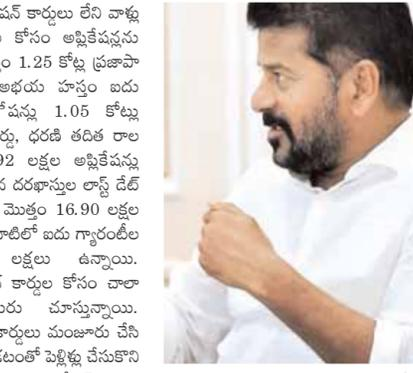 షన్ కార్డులు లేని వాళ్లు
కోసం అప్లికేషన్లను
ం 1.25 కోట్ల ప్రజాపా
అభయ హస్తం ఐదు
షన్లు 1.05 కోట్లు
ర్డు, ధరణి తదిత రాల
92 లక్షల అప్లికేషన్లు
న దరఖాస్తుల లాస్ట్ డేట్
మొత్తం 16.90 లక్షల
ాటిలో ఐదు గ్యారంటీల
లక్షలు ఉన్నాయి.
కార్డుల కోసం చాలా
రు చూస్తున్నాయి.
కార్డులు మంజూరు చేసి
డటంతో పెళ్లిళ్లు చేసుకొని